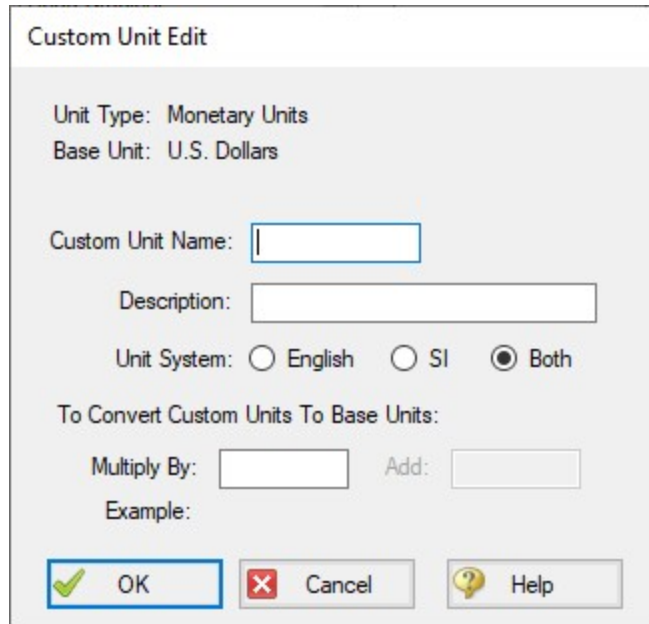 Custom Unit Edit
Unit Type: Monetary Units
Base Unit: U.S. Dollars
Custom Unit Name:
Description:
Unit System: English SI Both
To Convert Custom Units To Base Units:
Multiply By: Add:
Example:
OK Cancel Help